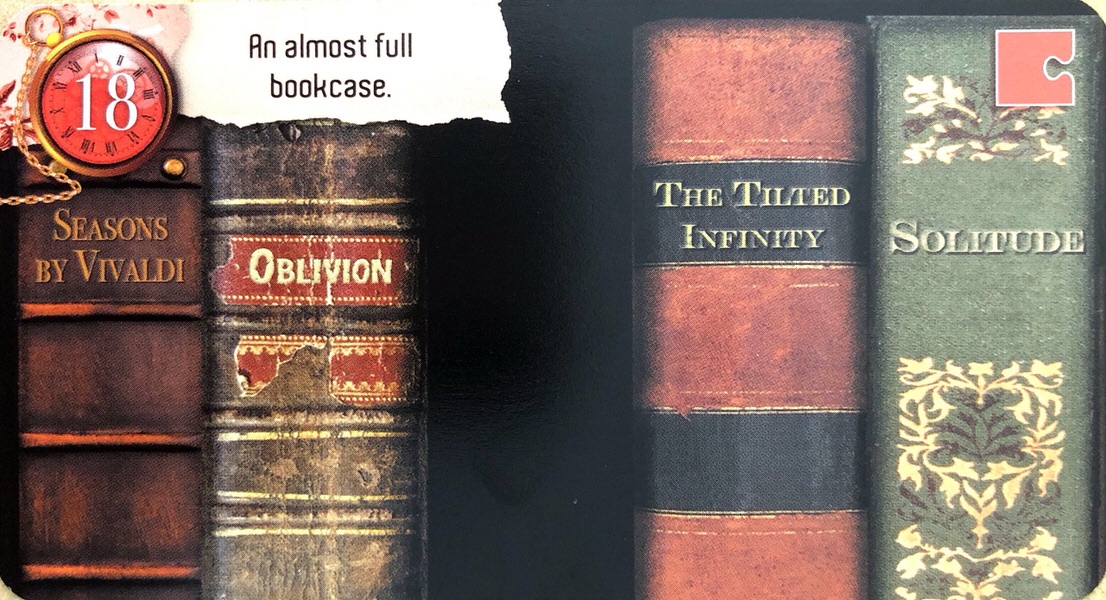 18
An almost full
bookcase.
SEASONS
BY VIVALDI
OBLIVION
THE TILTED
INFINITY
SOLITUDE